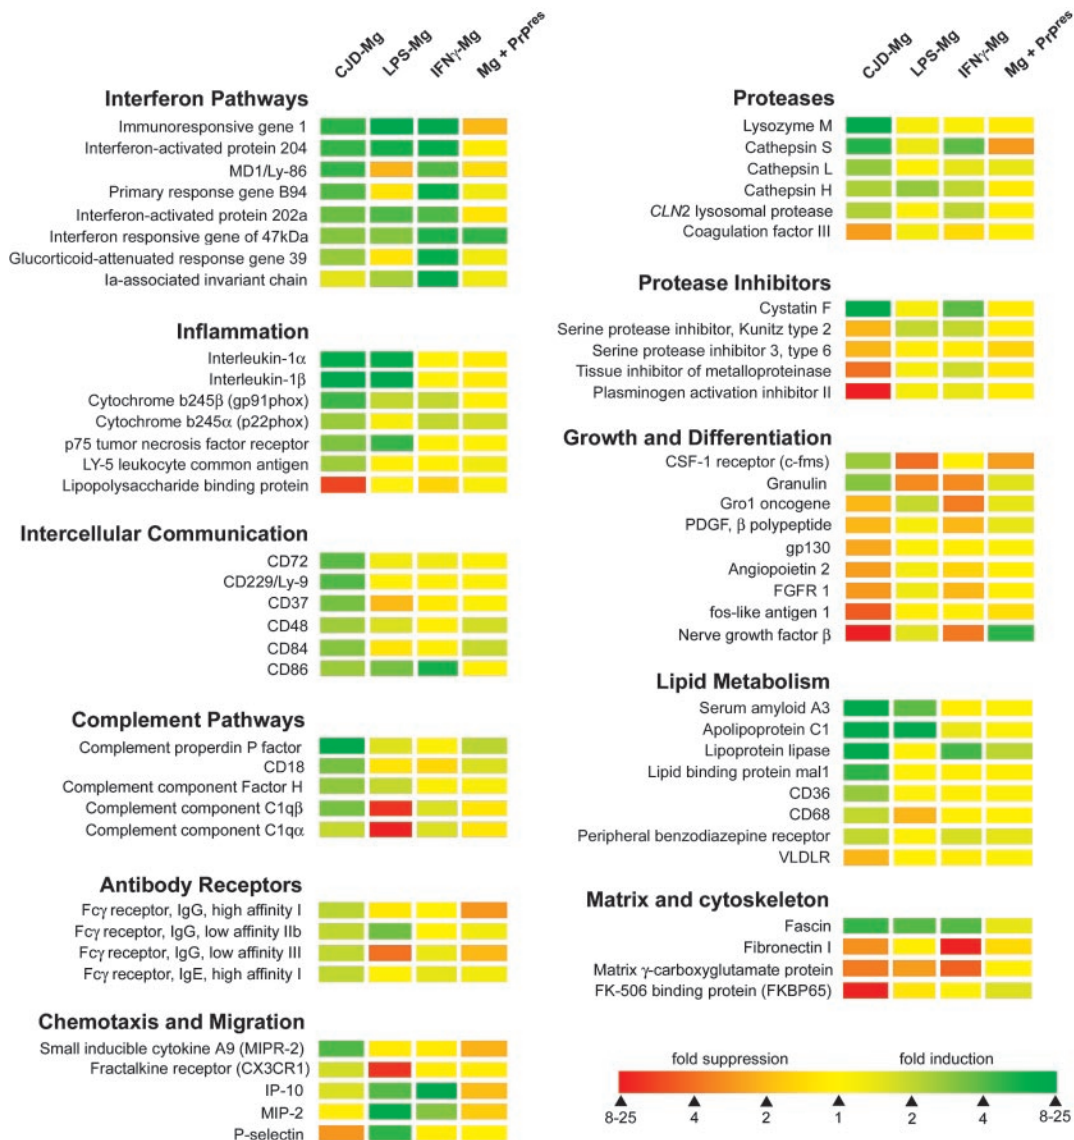 CJD-Mg LPS-Mg IFNγ-Mg Mg + PrPres
Interferon Pathways
Immunoresponsive gene 1
Interferon-activated protein 204
MD1/Ly-86
Primary response gene B94
Interferon-activated protein 202a
Interferon responsive gene of 47kDa
Glucorticoid-attenuated response gene 39
Ia-associated invariant chain
Inflammation
Interleukin-1α
Interleukin-1β
Cytochrome b245β (gp91phox)
Cytochrome b245α (p22phox)
p75 tumor necrosis factor receptor
LY-5 leukocyte common antigen
Lipopolysaccharide binding protein
Intercellular Communication
CD72
CD229/Ly-9
CD37
CD48
CD84
CD86
Complement Pathways
Complement properdin P factor
CD18
Complement component Factor H
Complement component C1qβ
Complement component C1qα
Antibody Receptors
Fcγ receptor, IgG, high affinity I
Fcγ receptor, IgG, low affinity IIb
Fcγ receptor, IgG, low affinity III
Fcγ receptor, IgE, high affinity I
Chemotaxis and Migration
Small inducible cytokine A9 (MIPR-2)
Fractalkine receptor (CX3CR1)
IP-10
MIP-2
P-selectin
CJD-Mg LPS-Mg IFNγ-Mg Mg + PrPres
Proteases
Lysozyme M
Cathepsin S
Cathepsin L
Cathepsin H
CLN2 lysosomal protease
Coagulation factor III
Protease Inhibitors
Cystatin F
Serine protease inhibitor, Kunitz type 2
Serine protease inhibitor 3, type 6
Tissue inhibitor of metalloproteinase
Plasminogen activation inhibitor II
Growth and Differentiation
CSF-1 receptor (c-fms)
Granulin
Gro1 oncogene
PDGF, β polypeptide
gp130
Angiopoietin 2
FGFR 1
fos-like antigen 1
Nerve growth factor β
Lipid Metabolism
Serum amyloid A3
Apolipoprotein C1
Lipoprotein lipase
Lipid binding protein mal1
CD36
CD68
Peripheral benzodiazepine receptor
VLDLR
Matrix and cytoskeleton
Fascin
Fibronectin I
Matrix γ-carboxyglutamate protein
FK-506 binding protein (FKBP65)
fold suppression fold induction
8-25 4 2 1 2 4 8-25